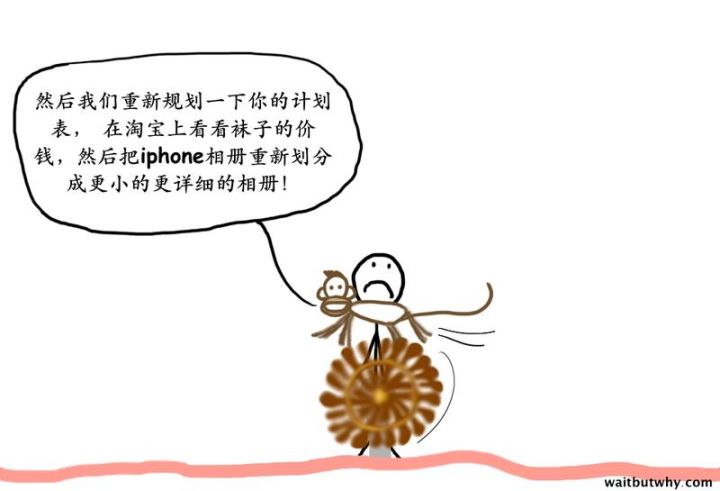 然后我们重新规划一下你的计划
表， 在淘宝上看看袜子的价
钱，然后把iphone相册重新划分
成更小的更详细的相册！
waitbutwhy.com